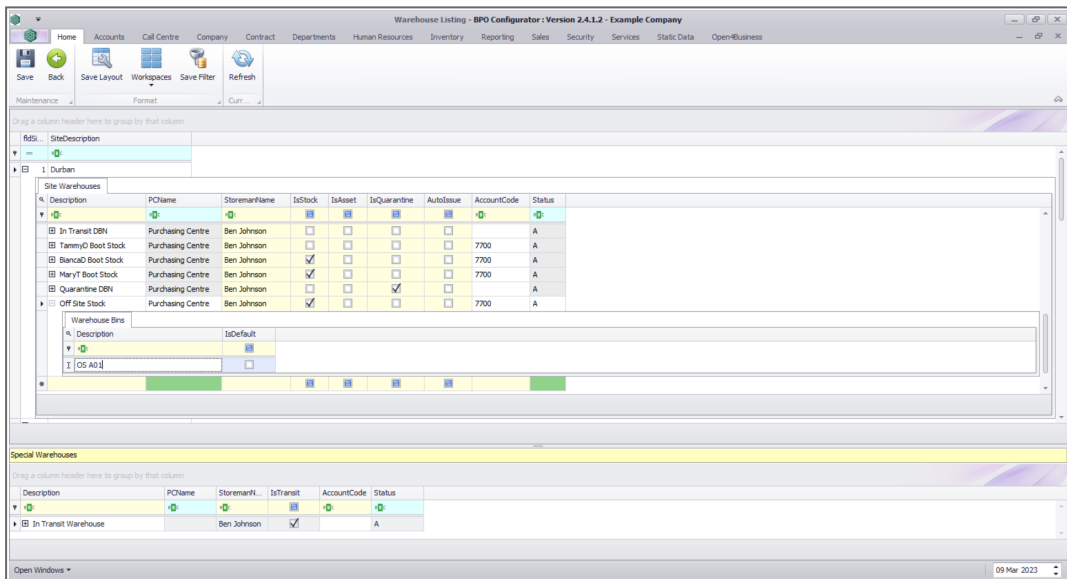 Warehouse Listing - BPO Configurator : Version 2.4.1.2 - Example Company
Home Accounts Call Centre Company Contract Departments Human Resources Inventory Reporting Sales Security Services Static Data Open4Business
Save Back Save Layout Workspaces Save Filter Refresh
Maintenance Format Curr...
Drag a column header here to group by that column
fldSi... SiteDescription
1 Durban
Site Warehouses
Description PCName StoremanName IsStock IsAsset IsQuarantine AutoIssue AccountCode Status
In Transit DBN Purchasing Centre Ben Johnson A
TammyD Boot Stock Purchasing Centre Ben Johnson 7700 A
BiancaD Boot Stock Purchasing Centre Ben Johnson 7700 A
MaryT Boot Stock Purchasing Centre Ben Johnson 7700 A
Quarantine DBN Purchasing Centre Ben Johnson A
Off Site Stock Purchasing Centre Ben Johnson 7700 A
Warehouse Bins
Description IsDefault
OS A01
Special Warehouses
Drag a column header here to group by that column
Description PCName StoremanN... IsTransit AccountCode Status
In Transit Warehouse Ben Johnson A
Open Windows 09 Mar 2023